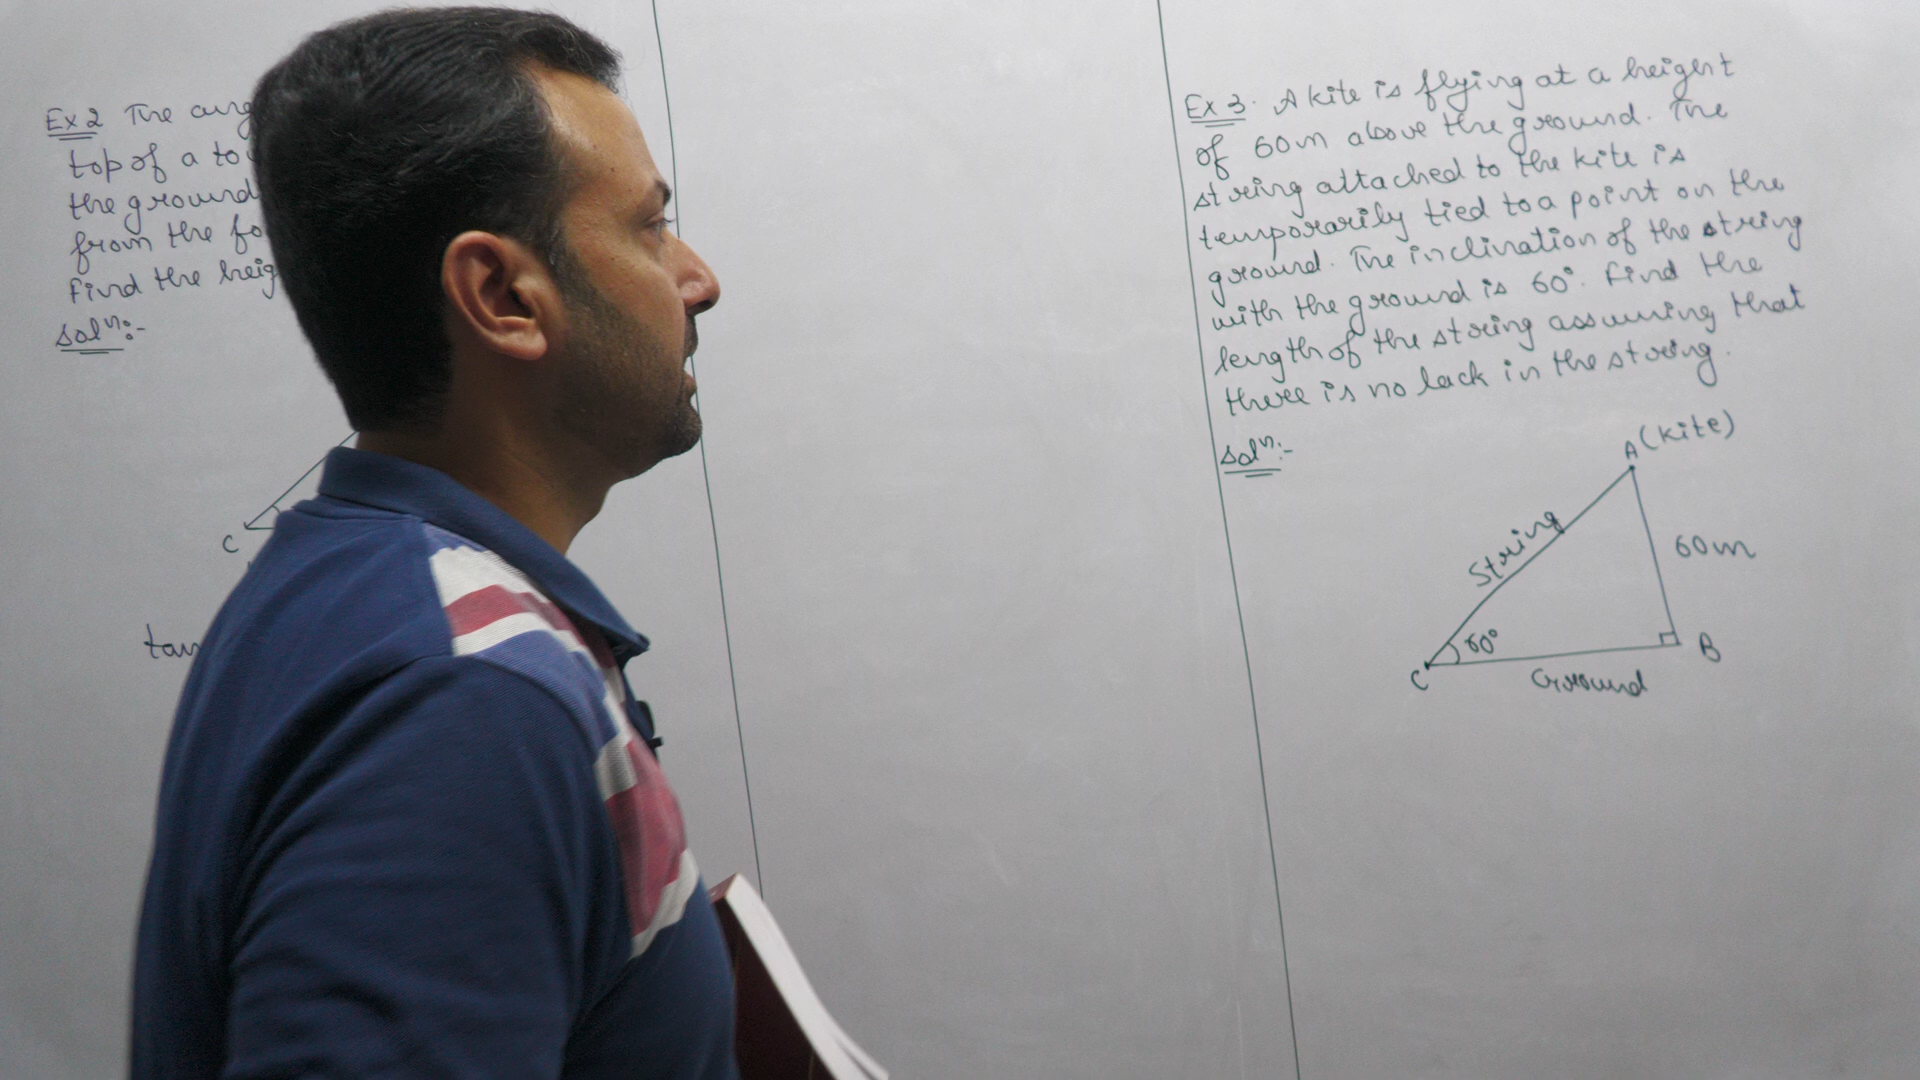 Ex 2 The ang
top of a to
the ground
from the fo
Find the heig
Solⁿ:-
C
tan
Ex 3. A kite is flying at a height
of 60m above the ground. The
string attached to the kite is
temporarily tied to a point on the
ground. The inclination of the string
with the ground is 60°. Find the
length of the string assuming that
there is no lack in the string.
Solⁿ:-
A (Kite)
String
60m
60°
C
B
Ground